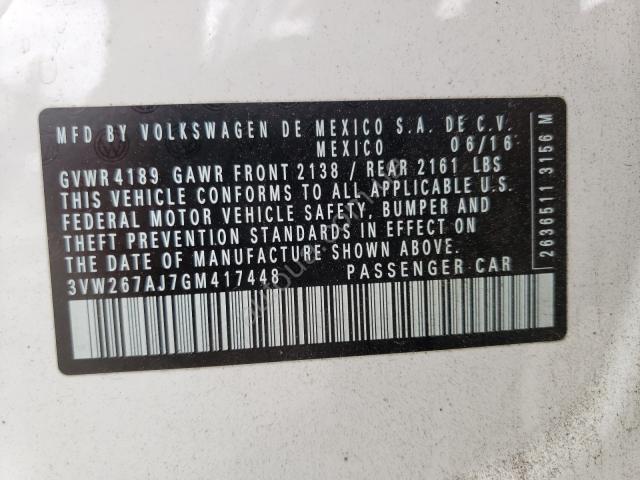 MFD BY VOLKSWAGEN DE MEXICO S.A. DE C.V.
MEXICO 06/16
GVWR 4189 GAWR FRONT 2138 / REAR 2161 LBS
THIS VEHICLE CONFORMS TO ALL APPLICABLE U.S.
FEDERAL MOTOR VEHICLE SAFETY, BUMPER AND
THEFT PREVENTION STANDARDS IN EFFECT ON
THE DATE OF MANUFACTURE SHOWN ABOVE.
3VW267AJ7GM417448 PASSENGER CAR
2636511 3156 M